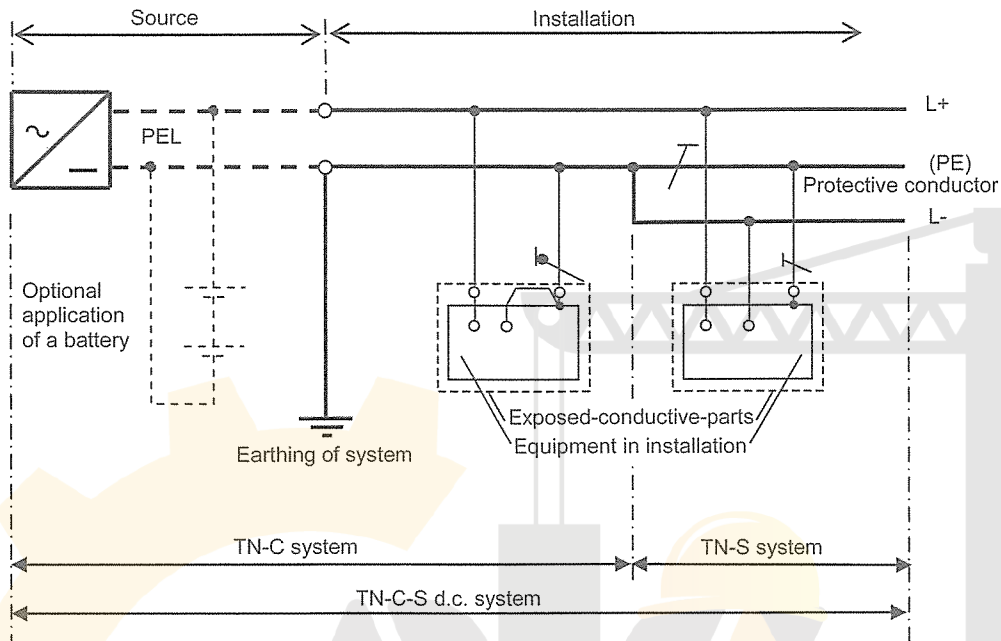 Source
Installation
L+
PEL
(PE)
Protective conductor
L-
Optional
application
of a battery
Exposed-conductive-parts
Equipment in installation
Earthing of system
TN-C system
TN-S system
TN-C-S d.c. system